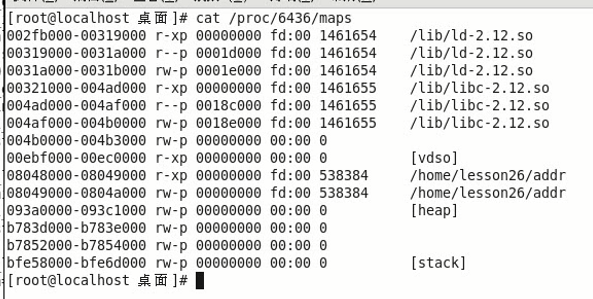 [root@localhost 桌面]# cat /proc/6436/maps
002fb000-00319000 r-xp 00000000 fd:00 1461654    /lib/ld-2.12.so
00319000-0031a000 r--p 0001d000 fd:00 1461654    /lib/ld-2.12.so
0031a000-0031b000 rw-p 0001e000 fd:00 1461654    /lib/ld-2.12.so
00321000-004ad000 r-xp 00000000 fd:00 1461655    /lib/libc-2.12.so
004ad000-004af000 r--p 0018c000 fd:00 1461655    /lib/libc-2.12.so
004af000-004b0000 rw-p 0018e000 fd:00 1461655    /lib/libc-2.12.so
004b0000-004b3000 rw-p 00000000 00:00 0
00ebf000-00ec0000 r-xp 00000000 00:00 0          [vdso]
08048000-08049000 r-xp 00000000 fd:00 538384     /home/lesson26/addr
08049000-0804a000 rw-p 00000000 fd:00 538384     /home/lesson26/addr
093a0000-093c1000 rw-p 00000000 00:00 0          [heap]
b783d000-b783e000 rw-p 00000000 00:00 0
b7852000-b7854000 rw-p 00000000 00:00 0
bfe58000-bfe6d000 rw-p 00000000 00:00 0          [stack]
[root@localhost 桌面]#